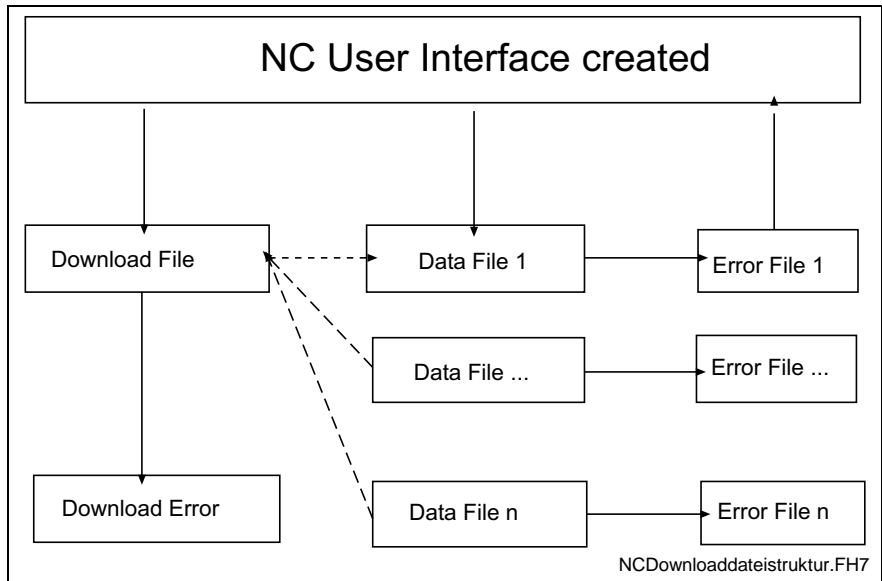 NC User Interface created
Download File
Data File 1
Error File 1
Data File ...
Error File ...
Download Error
Data File n
Error File n
NCDownloaddateistruktur.FH7